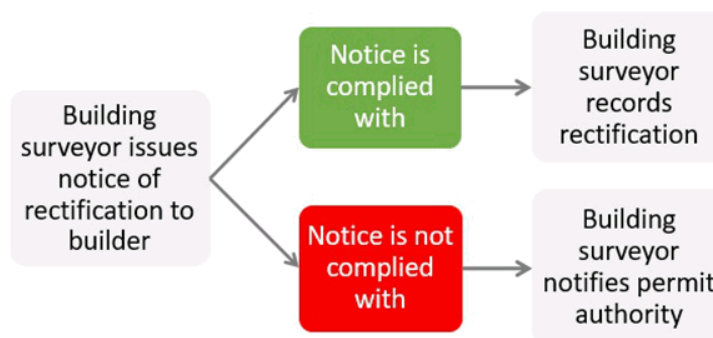 Building
surveyor issues
notice of
rectification to
builder
Notice is
complied
with
Building
surveyor
records
rectification
Notice is not
complied
with
Building
surveyor
notifies permit
authority